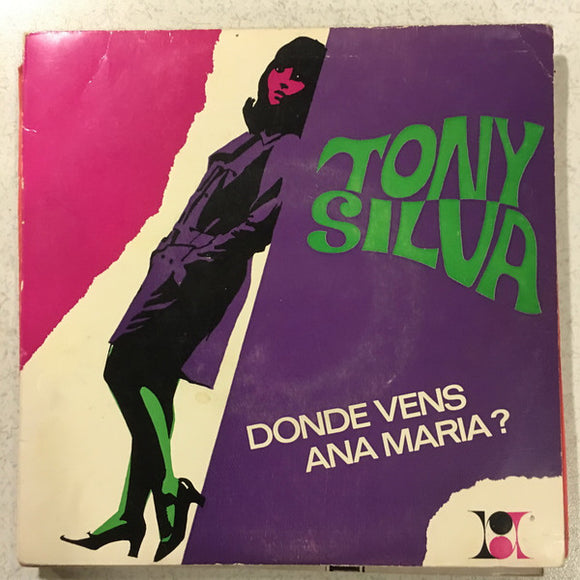 TONY
SILVA
DONDE VENS
ANA MARIA?
®